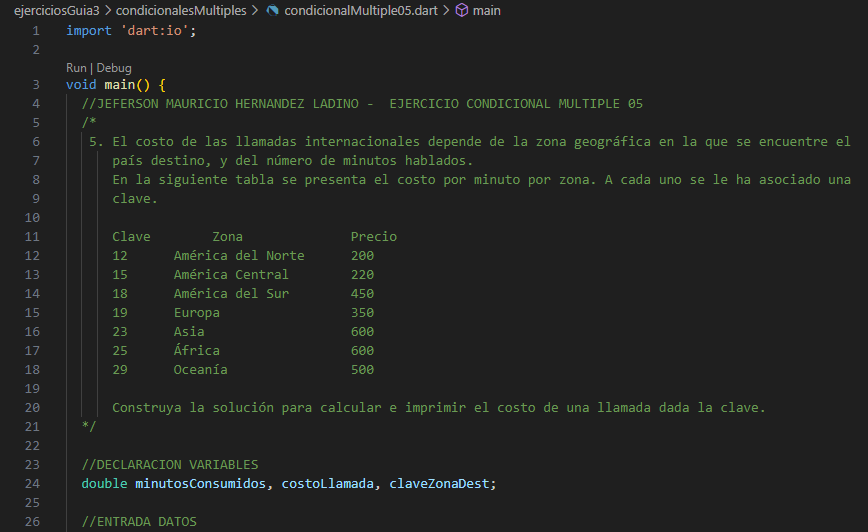 ejerciciosGuia3 > condicionalesMultiples > condicionalMultiple05.dart > main
1 import 'dart:io';
2
Run | Debug
3 void main() {
4 //JEFERSON MAURICIO HERNANDEZ LADINO -  EJERCICIO CONDICIONAL MULTIPLE 05
5 /*
6 5. El costo de las llamadas internacionales depende de la zona geográfica en la que se encuentre el
7 país destino, y del número de minutos hablados.
8 En la siguiente tabla se presenta el costo por minuto por zona. A cada uno se le ha asociado una
9 clave.
10
11 Clave Zona Precio
12 12 América del Norte 200
13 15 América Central 220
14 18 América del Sur 450
15 19 Europa 350
16 23 Asia 600
17 25 África 600
18 29 Oceanía 500
19
20 Construya la solución para calcular e imprimir el costo de una llamada dada la clave.
21 */
22
23 //DECLARACION VARIABLES
24 double minutosConsumidos, costoLlamada, claveZonaDest;
25
26 //ENTRADA DATOS